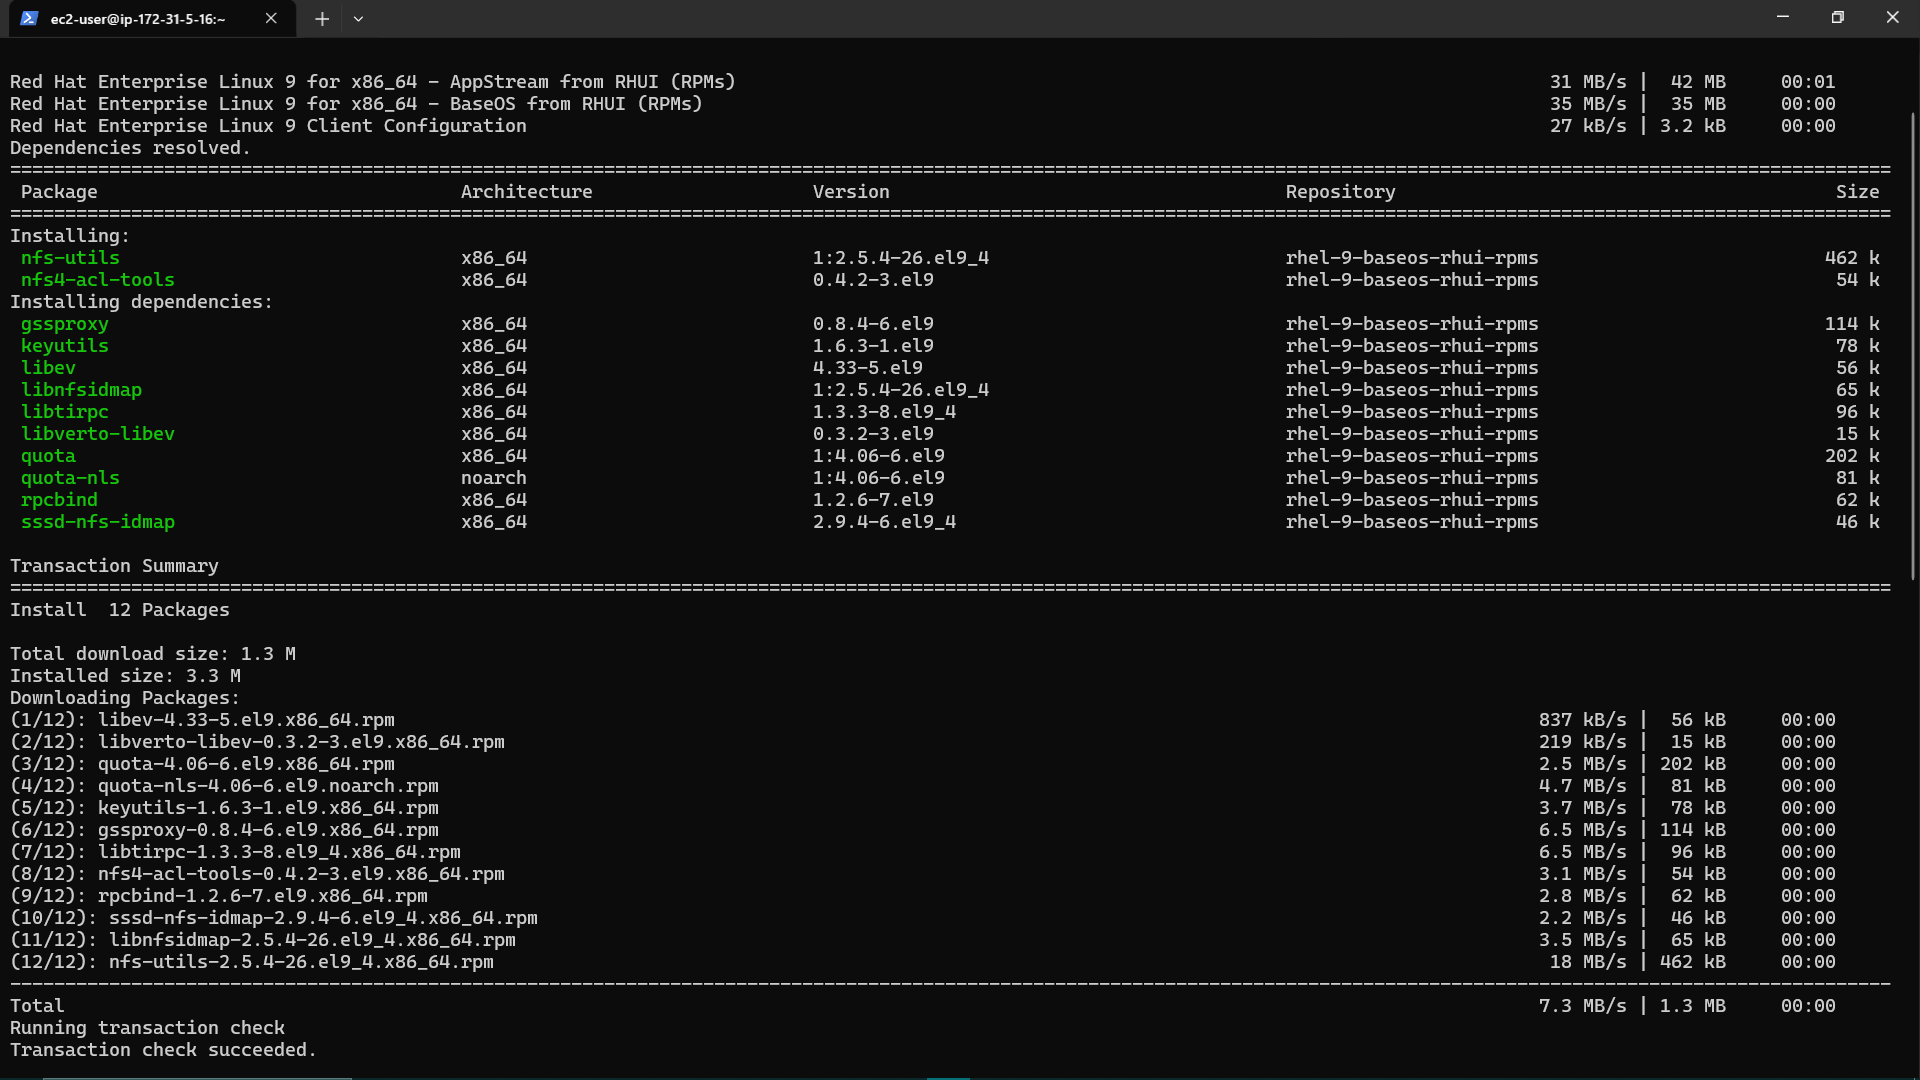 ec2-user@ip-172-31-5-16:~
Red Hat Enterprise Linux 9 for x86_64 - AppStream from RHUI (RPMs) 31 MB/s | 42 MB 00:01
Red Hat Enterprise Linux 9 for x86_64 - BaseOS from RHUI (RPMs) 35 MB/s | 35 MB 00:00
Red Hat Enterprise Linux 9 Client Configuration 27 kB/s | 3.2 kB 00:00
Dependencies resolved.
Package Architecture Version Repository Size
Installing:
nfs-utils x86_64 1:2.5.4-26.el9_4 rhel-9-baseos-rhui-rpms 462 k
nfs4-acl-tools x86_64 0.4.2-3.el9 rhel-9-baseos-rhui-rpms 54 k
Installing dependencies:
gssproxy x86_64 0.8.4-6.el9 rhel-9-baseos-rhui-rpms 114 k
keyutils x86_64 1.6.3-1.el9 rhel-9-baseos-rhui-rpms 78 k
libev x86_64 4.33-5.el9 rhel-9-baseos-rhui-rpms 56 k
libnfsidmap x86_64 1:2.5.4-26.el9_4 rhel-9-baseos-rhui-rpms 65 k
libtirpc x86_64 1.3.3-8.el9_4 rhel-9-baseos-rhui-rpms 96 k
libverto-libev x86_64 0.3.2-3.el9 rhel-9-baseos-rhui-rpms 15 k
quota x86_64 1:4.06-6.el9 rhel-9-baseos-rhui-rpms 202 k
quota-nls noarch 1:4.06-6.el9 rhel-9-baseos-rhui-rpms 81 k
rpcbind x86_64 1.2.6-7.el9 rhel-9-baseos-rhui-rpms 62 k
sssd-nfs-idmap x86_64 2.9.4-6.el9_4 rhel-9-baseos-rhui-rpms 46 k
Transaction Summary
Install 12 Packages
Total download size: 1.3 M
Installed size: 3.3 M
Downloading Packages:
(1/12): libev-4.33-5.el9.x86_64.rpm 837 kB/s | 56 kB 00:00
(2/12): libverto-libev-0.3.2-3.el9.x86_64.rpm 219 kB/s | 15 kB 00:00
(3/12): quota-4.06-6.el9.x86_64.rpm 2.5 MB/s | 202 kB 00:00
(4/12): quota-nls-4.06-6.el9.noarch.rpm 4.7 MB/s | 81 kB 00:00
(5/12): keyutils-1.6.3-1.el9.x86_64.rpm 3.7 MB/s | 78 kB 00:00
(6/12): gssproxy-0.8.4-6.el9.x86_64.rpm 6.5 MB/s | 114 kB 00:00
(7/12): libtirpc-1.3.3-8.el9_4.x86_64.rpm 6.5 MB/s | 96 kB 00:00
(8/12): nfs4-acl-tools-0.4.2-3.el9.x86_64.rpm 3.1 MB/s | 54 kB 00:00
(9/12): rpcbind-1.2.6-7.el9.x86_64.rpm 2.8 MB/s | 62 kB 00:00
(10/12): sssd-nfs-idmap-2.9.4-6.el9_4.x86_64.rpm 2.2 MB/s | 46 kB 00:00
(11/12): libnfsidmap-2.5.4-26.el9_4.x86_64.rpm 3.5 MB/s | 65 kB 00:00
(12/12): nfs-utils-2.5.4-26.el9_4.x86_64.rpm 18 MB/s | 462 kB 00:00
Total 7.3 MB/s | 1.3 MB 00:00
Running transaction check
Transaction check succeeded.